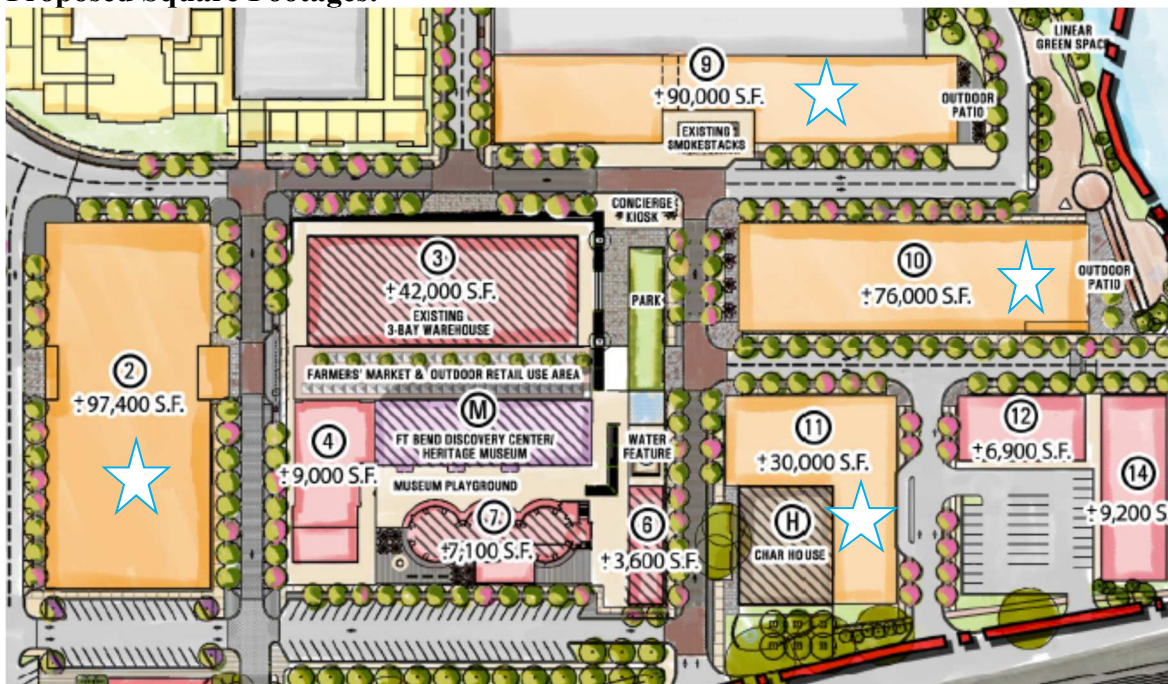 Proposed Square Footages:
LINEAR
GREEN SPACE
9
±90,000 S.F.
OUTDOOR
PATIO
EXISTING
SMOKESTACKS
CONCIERGE
KIOSK
3
±42,000 S.F.
EXISTING
3-BAY WAREHOUSE
PARK
10
±76,000 S.F.
OUTDOOR
PATIO
2
±97,400 S.F.
FARMERS' MARKET & OUTDOOR RETAIL USE AREA
4
±9,000 S.F.
M
FT BEND DISCOVERY CENTER/
HERITAGE MUSEUM
WATER
FEATURE
MUSEUM PLAYGROUND
7
±7,100 S.F.
6
±3,600 S.F.
11
±30,000 S.F.
H
CHAR HOUSE
12
±6,900 S.F.
14
±9,200 S